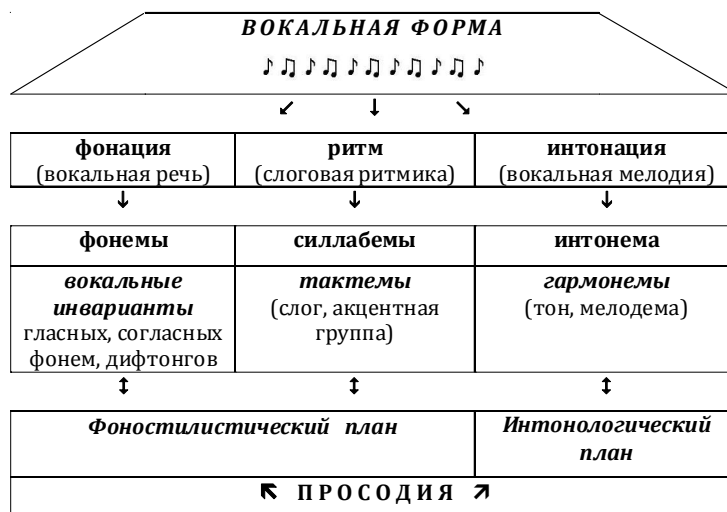 ВОКАЛЬНАЯ ФОРМА
♪♫♪♫♪♫♪♫♪♫♪
↙ ↓ ↘
фонация ритм интонация
(вокальная речь) (слоговая ритмика) (вокальная мелодия)
↓ ↓ ↓
фонемы силлабемы интонема
вокальные тактемы гармонемы
инварианты (слог, акцентная (тон, мелодема)
гласных, согласных группа)
фонем, дифтонгов
↕ ↕ ↕
Фоностилистический план Интонологический
план
↖ ПРОСОДИЯ ↗